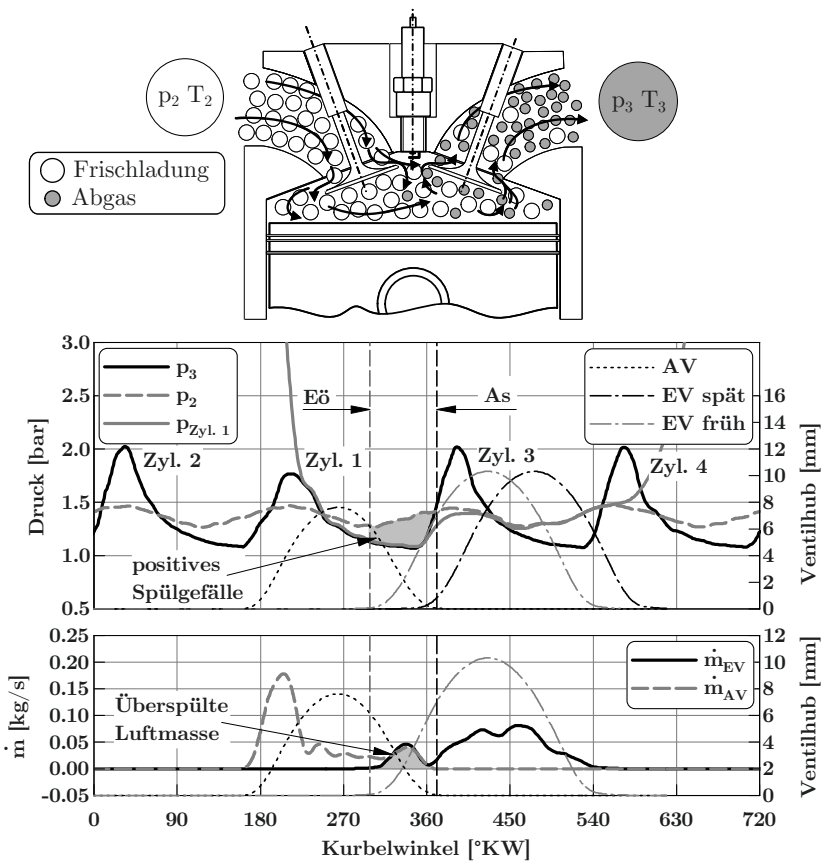 p2 T2
p3 T3
Frischladung
Abgas
3.0
2.5
2.0
1.5
1.0
0.5
Druck [bar]
p3
p2
pZyl. 1
Eö
As
AV
EV spät
EV früh
Zyl. 2
Zyl. 1
Zyl. 3
Zyl. 4
positives
Spülgefälle
16
14
12
10
8
6
4
2
0
Ventilhub [mm]
0.25
0.20
0.15
0.10
0.05
0.00
-0.05
ṁ [kg/s]
Überspülte
Luftmasse
ṁEV
ṁAV
12
10
8
6
4
2
0
Ventilhub [mm]
0 90 180 270 360 450 540 630 720
Kurbelwinkel [°KW]